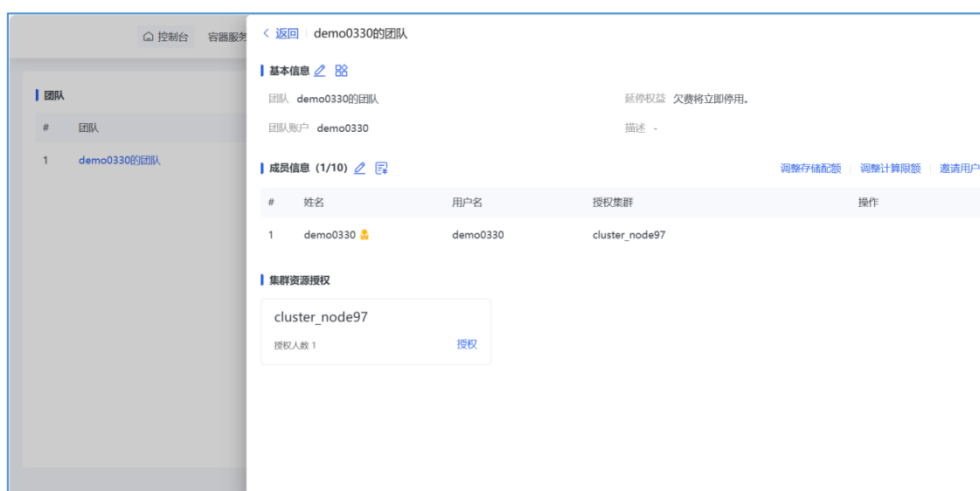 控制台 容器服务
返回 demo0330的团队
基本信息
团队
团队 demo0330的团队 延停权益 欠费将立即停用。
# 团队
团队账户 demo0330 描述 -
1 demo0330的团队
成员信息（1/10） 调整存储配额 调整计算限额 邀请用户
# 姓名 用户名 授权集群 操作
1 demo0330 demo0330 cluster_node97
集群资源授权
cluster_node97
授权人数 1 授权